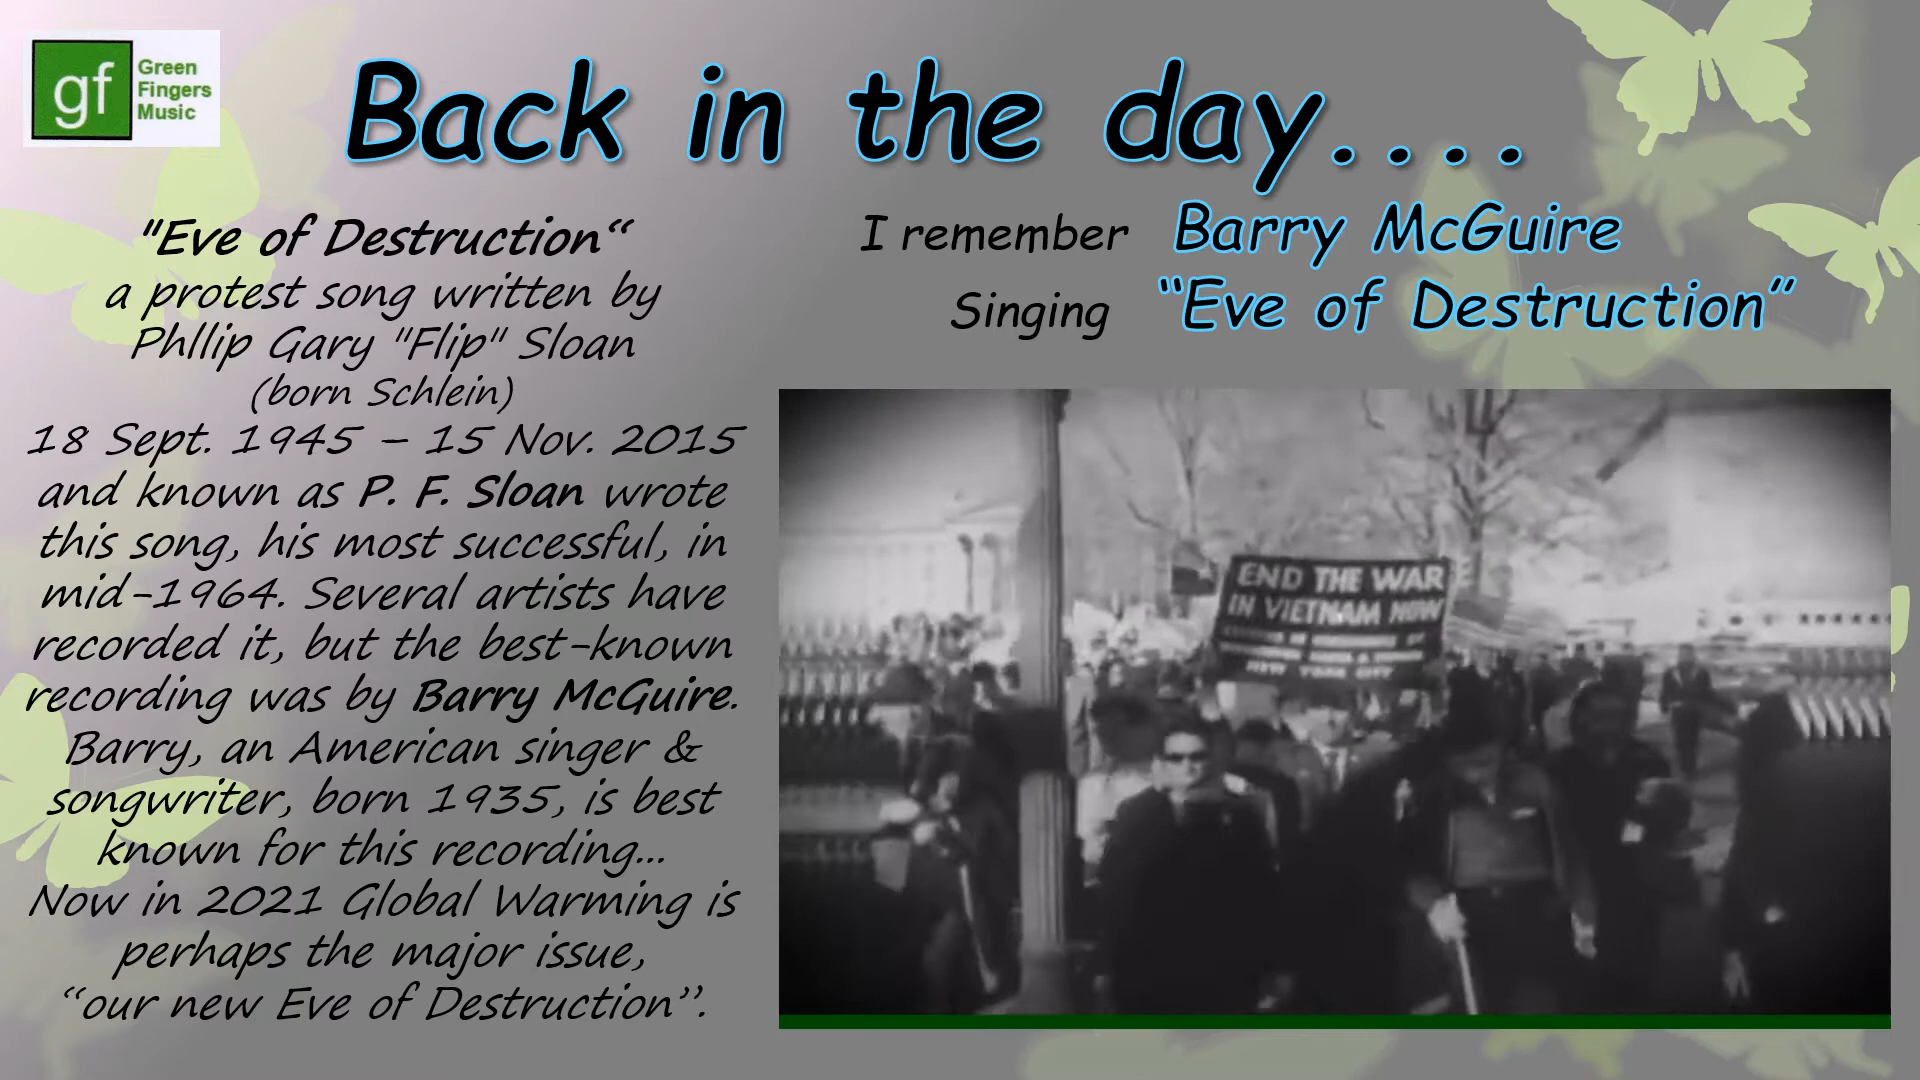 gf
Green
Fingers
Music
Back in the day....
"Eve of Destruction“
a protest song written by
Phllip Gary "Flip" Sloan
(born Schlein)
18 Sept. 1945 – 15 Nov. 2015
and known as P. F. Sloan wrote
this song, his most successful, in
mid-1964. Several artists have
recorded it, but the best-known
recording was by Barry McGuire.
Barry, an American singer &
songwriter, born 1935, is best
known for this recording...
Now in 2021 Global Warming is
perhaps the major issue,
“our new Eve of Destruction”.
I remember Barry McGuire
Singing “Eve of Destruction”
END THE WAR
IN VIETNAM NOW
NEW YORK CITY